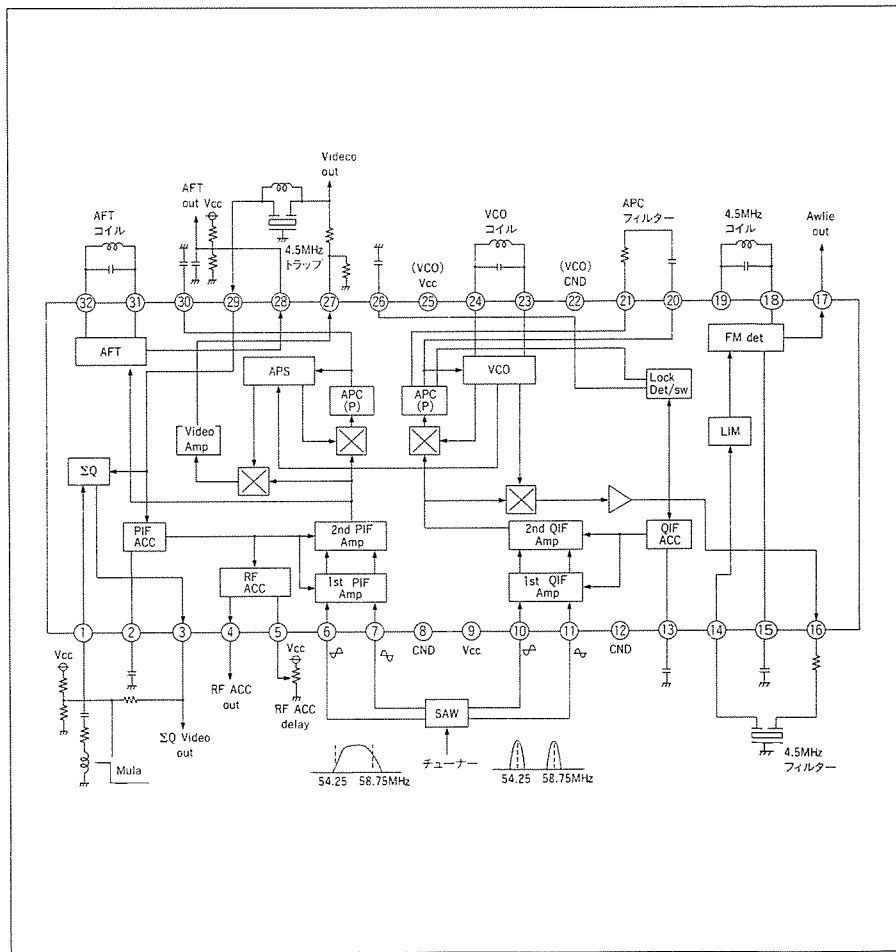 Videco
out
AFT
out Vcc
AFT
コイル
4.5MHz
トラップ
VCO
コイル
APC
フィルター
4.5MHz
コイル
Awlie
out
(VCO)
Vcc
(VCO)
CND
32
31
30
29
28
27
26
25
24
23
22
21
20
19
18
17
AFT
APS
APC
(P)
APC
(P)
VCO
Lock
Det/sw
FM det
Video
Amp
LIM
ΣQ
PIF
ACC
2nd PIF
Amp
2nd QIF
Amp
QIF
ACC
RF
ACC
1st PIF
Amp
1st QIF
Amp
1
2
3
4
5
6
7
8
9
10
11
12
13
14
15
16
CND
Vcc
CND
Vcc
Vcc
RF ACC
out
RF ACC
delay
SAW
ΣQ Video
out
Mula
チューナー
4.5MHz
フィルター
54.25
58.75MHz
54.25
58.75MHz